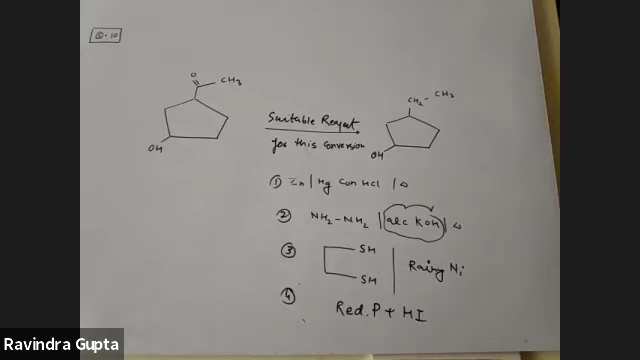 Q.10
O
CH3
OH
Suitable Reagent
for this conversion
CH2-CH3
OH
① Zn | Hg Con HCl | △
② NH2-NH2 | alc KOH | △
③ SH
SH
Raing Ni
④ Red. P + HI
Ravindra Gupta